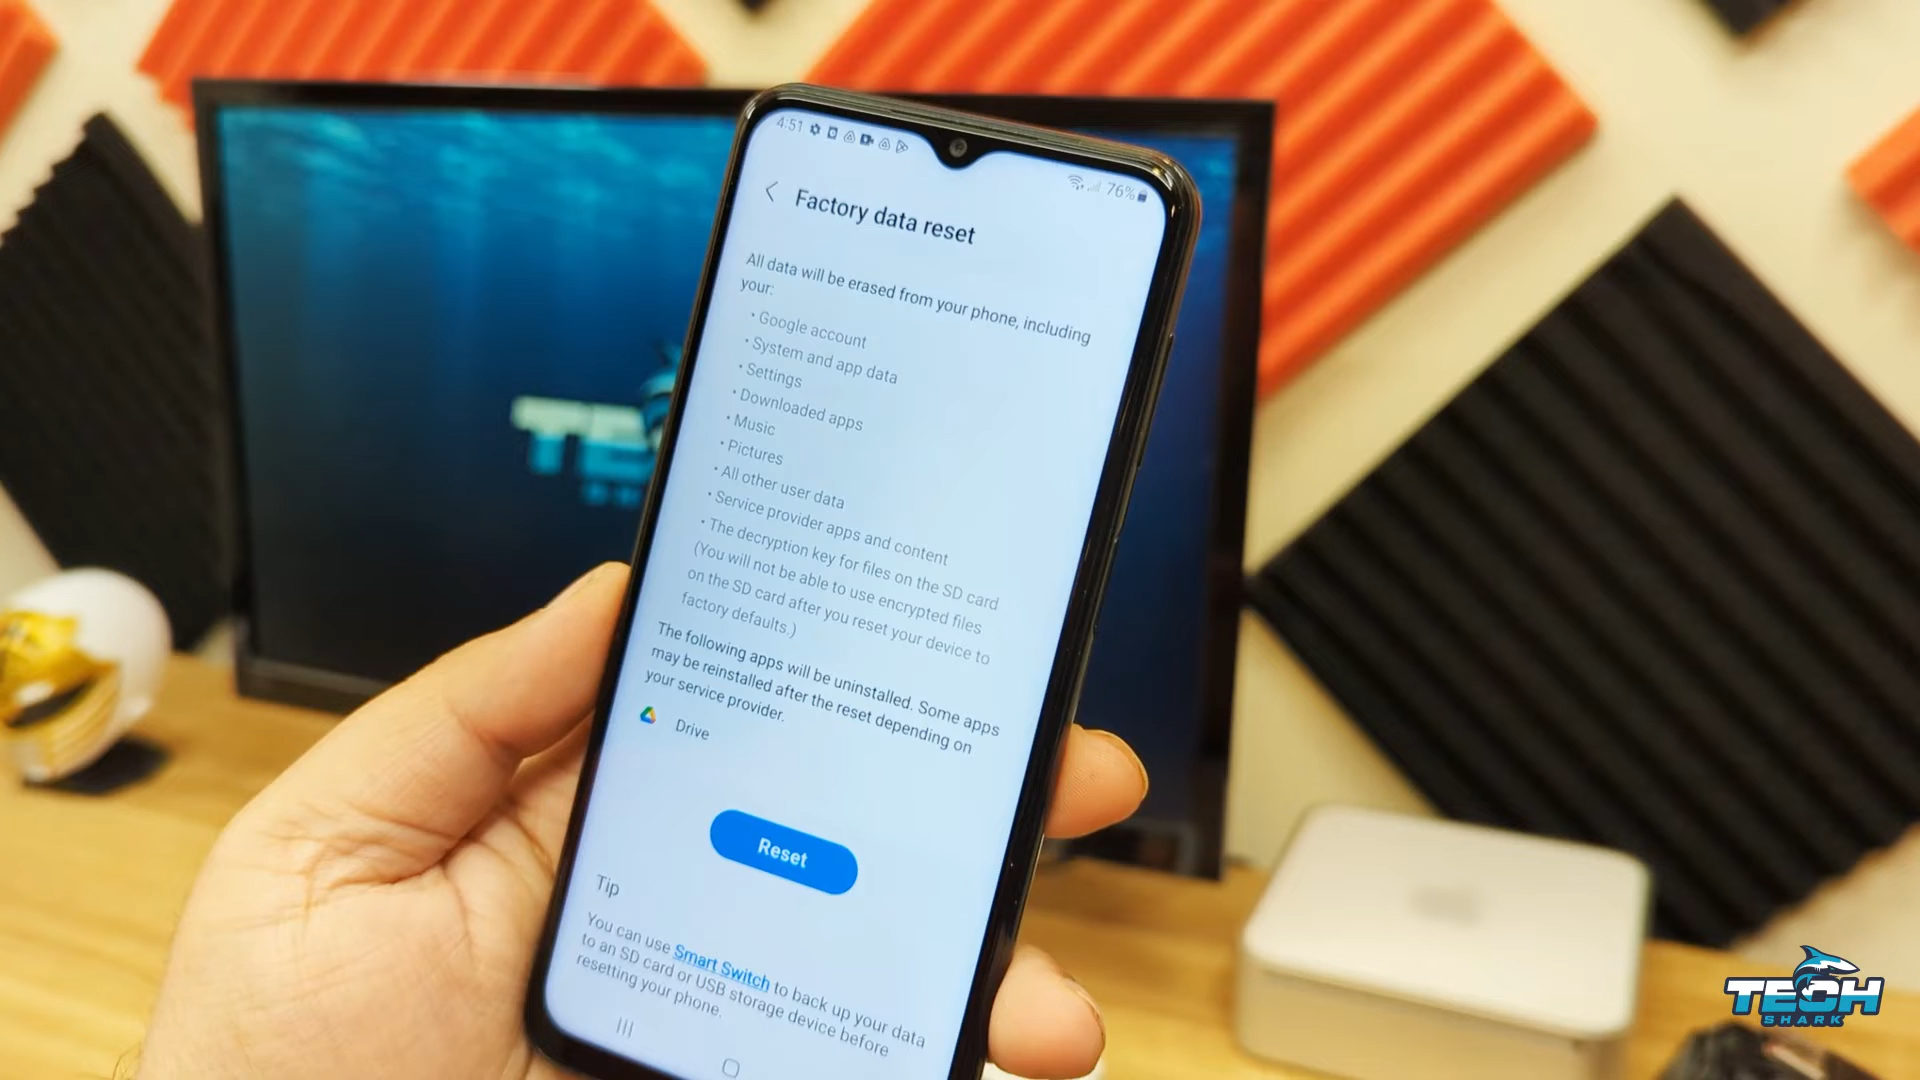 4:51
76%
Factory data reset
All data will be erased from your phone, including
your:
• Google account
• System and app data
• Settings
• Downloaded apps
• Music
• Pictures
• All other user data
• Service provider apps and content
• The decryption key for files on the SD card
(You will not be able to use encrypted files
on the SD card after you reset your device to
factory defaults.)
The following apps will be uninstalled. Some apps
may be reinstalled after the reset depending on
your service provider.
Drive
Reset
Tip
You can use Smart Switch to back up your data
to an SD card or USB storage device before
resetting your phone.
TECH
SHARK